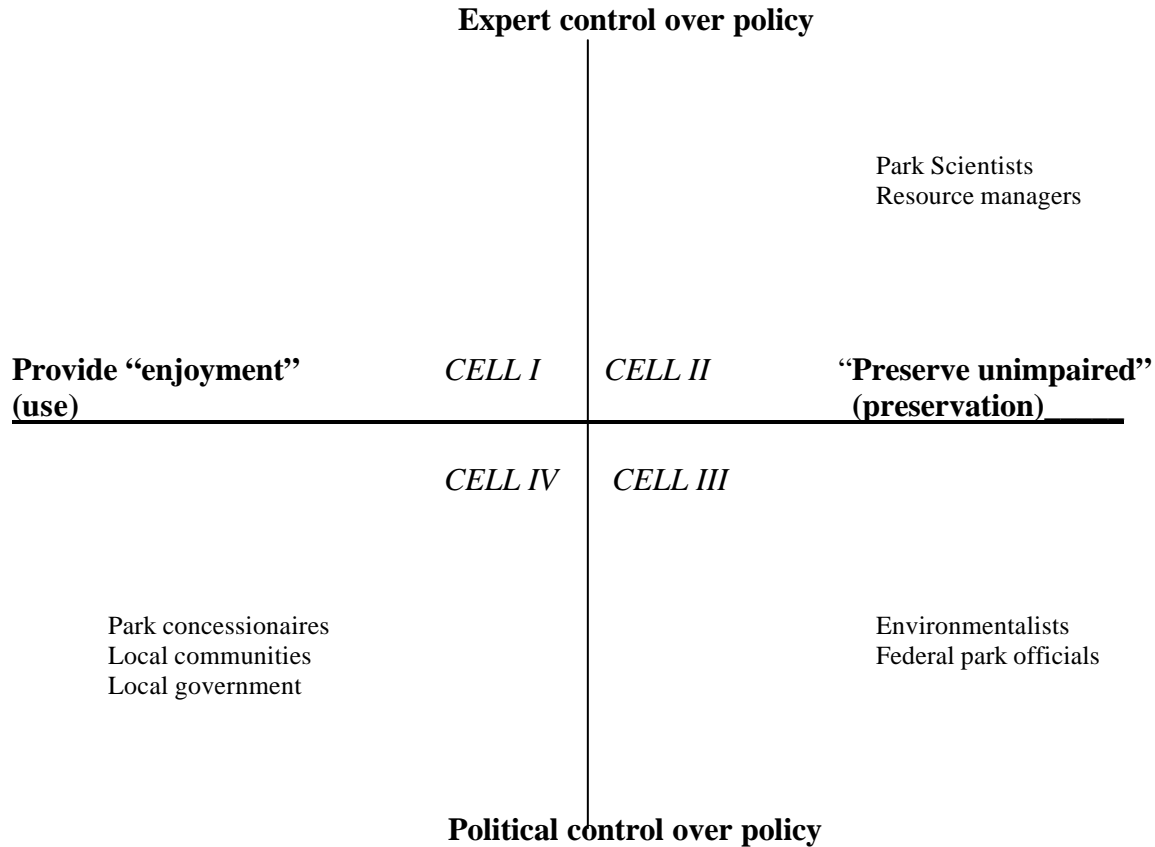 Expert control over policy
Park Scientists
Resource managers
Provide “enjoyment” CELL I CELL II “Preserve unimpaired”
(use) (preservation)_____
CELL IV CELL III
Park concessionaires Environmentalists
Local communities Federal park officials
Local government
Political control over policy